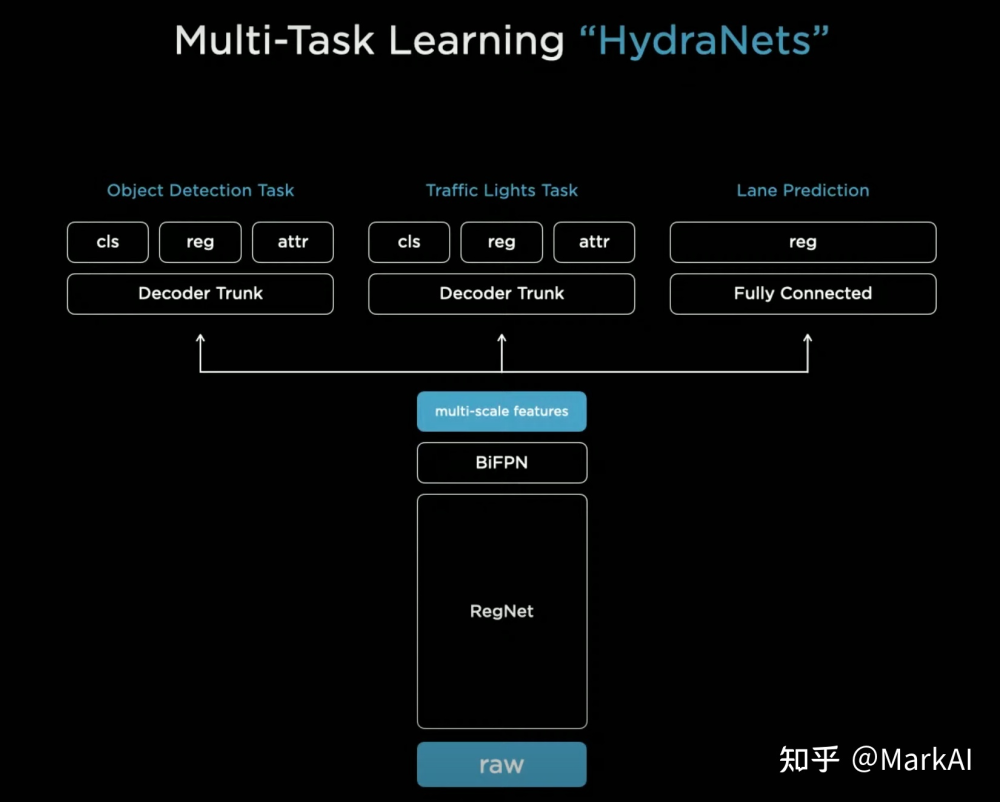 Multi-Task Learning “HydraNets”
Object Detection Task
Traffic Lights Task
Lane Prediction
cls reg attr
cls reg attr
reg
Decoder Trunk
Decoder Trunk
Fully Connected
multi-scale features
BiFPN
RegNet
raw
知乎 @MarkAI